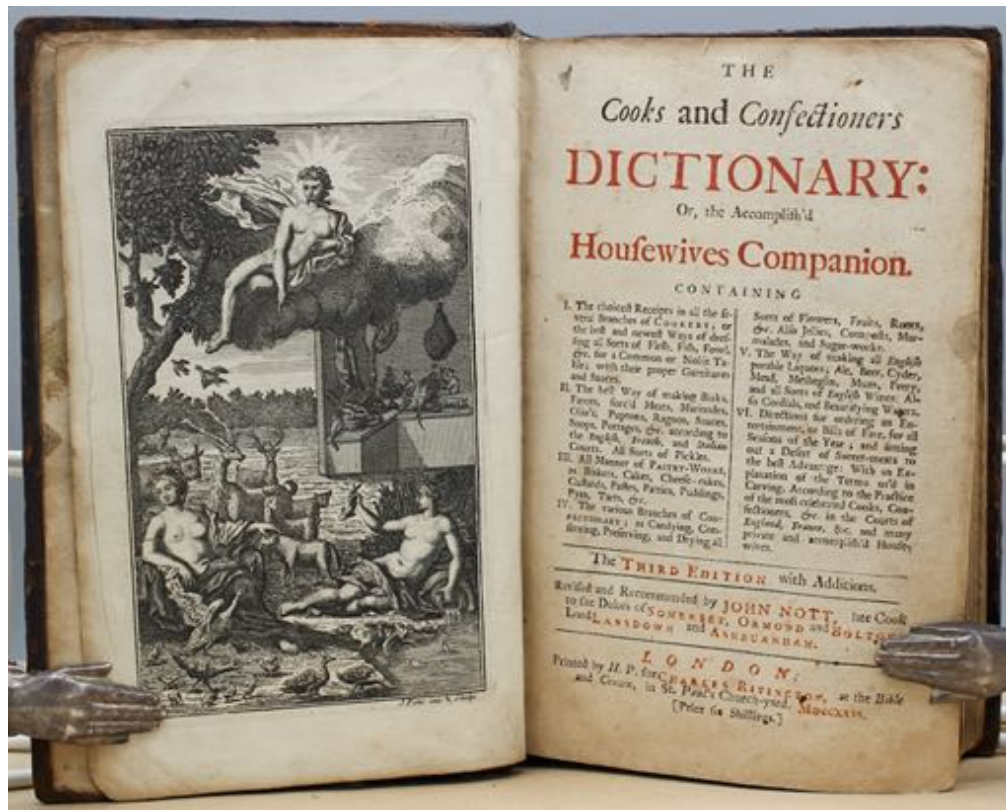 THE
Cooks and Confectioners
DICTIONARY:
Or, the Accomplish'd
Houſewives Companion.
CONTAINING
I. The choiceſt Receipts in all the ſe-
veral Branches of COOKERY; or
the beſt and neweſt Ways of dreſ-
ſing all Sorts of Fleſh, Fiſh, Fowl,
&c. for a Common or Noble Ta-
ble; with their proper Garnitures
and Sauces.
II. The beſt Way of making Bisks,
Farces, forc'd Meats, Marinades,
Olio's, Puptons, Ragoos, Sauces,
Soops, Pottages, &c. according to
the Engliſh, French, and Italian
Courts. All Sorts of Pickles.
III. All Manner of PASTRY-WORKS,
as Biskets, Cakes, Cheeſe-cakes,
Cuſtards, Paſtes, Patties, Puddings,
Pyes, Tarts, &c.
IV. The various Branches of CON-
FECTIONARY; as Candying, Con-
ſerving, Preſerving, and Drying all
Sorts of Flowers, Fruits, Roots,
&c. Alſo Jellies, Compoſts, Mar-
malades, and Sugar-works.
V. The Way of making all Engliſh
potable Liquors; Ale, Beer, Cyder,
Mead, Metheglin, Mum, Perry,
and all Sorts of Engliſh Wines: Al-
ſo Cordials, and Beautifying Waters.
VI. Directions for ordering an En-
tertainment, or Bills of Fare, for all
Seaſons of the Year; and ſetting
out a Deſert of Sweet-meats to
the beſt Advantage: With an Ex-
planation of the Terms us'd in
Carving. According to the Practice
of the moſt celebrated Cooks, Con-
fectioners, &c. in the Courts of
England, France, &c. and many
private and accompliſh'd Houſe-
wives.
The THIRD EDITION with Additions.
Reviſed and Recommended by JOHN NOTT, late Cook
to the Dukes of SOMERSET, ORMOND and BOLTON;
Lord LANSDOWN and ASHBURNHAM.
LONDON:
Printed by H. P. for CHARLES RIVINGTON, at the Bible
and Crown, in St. Paul's Church-yard,
[Price ſix Shillings.]